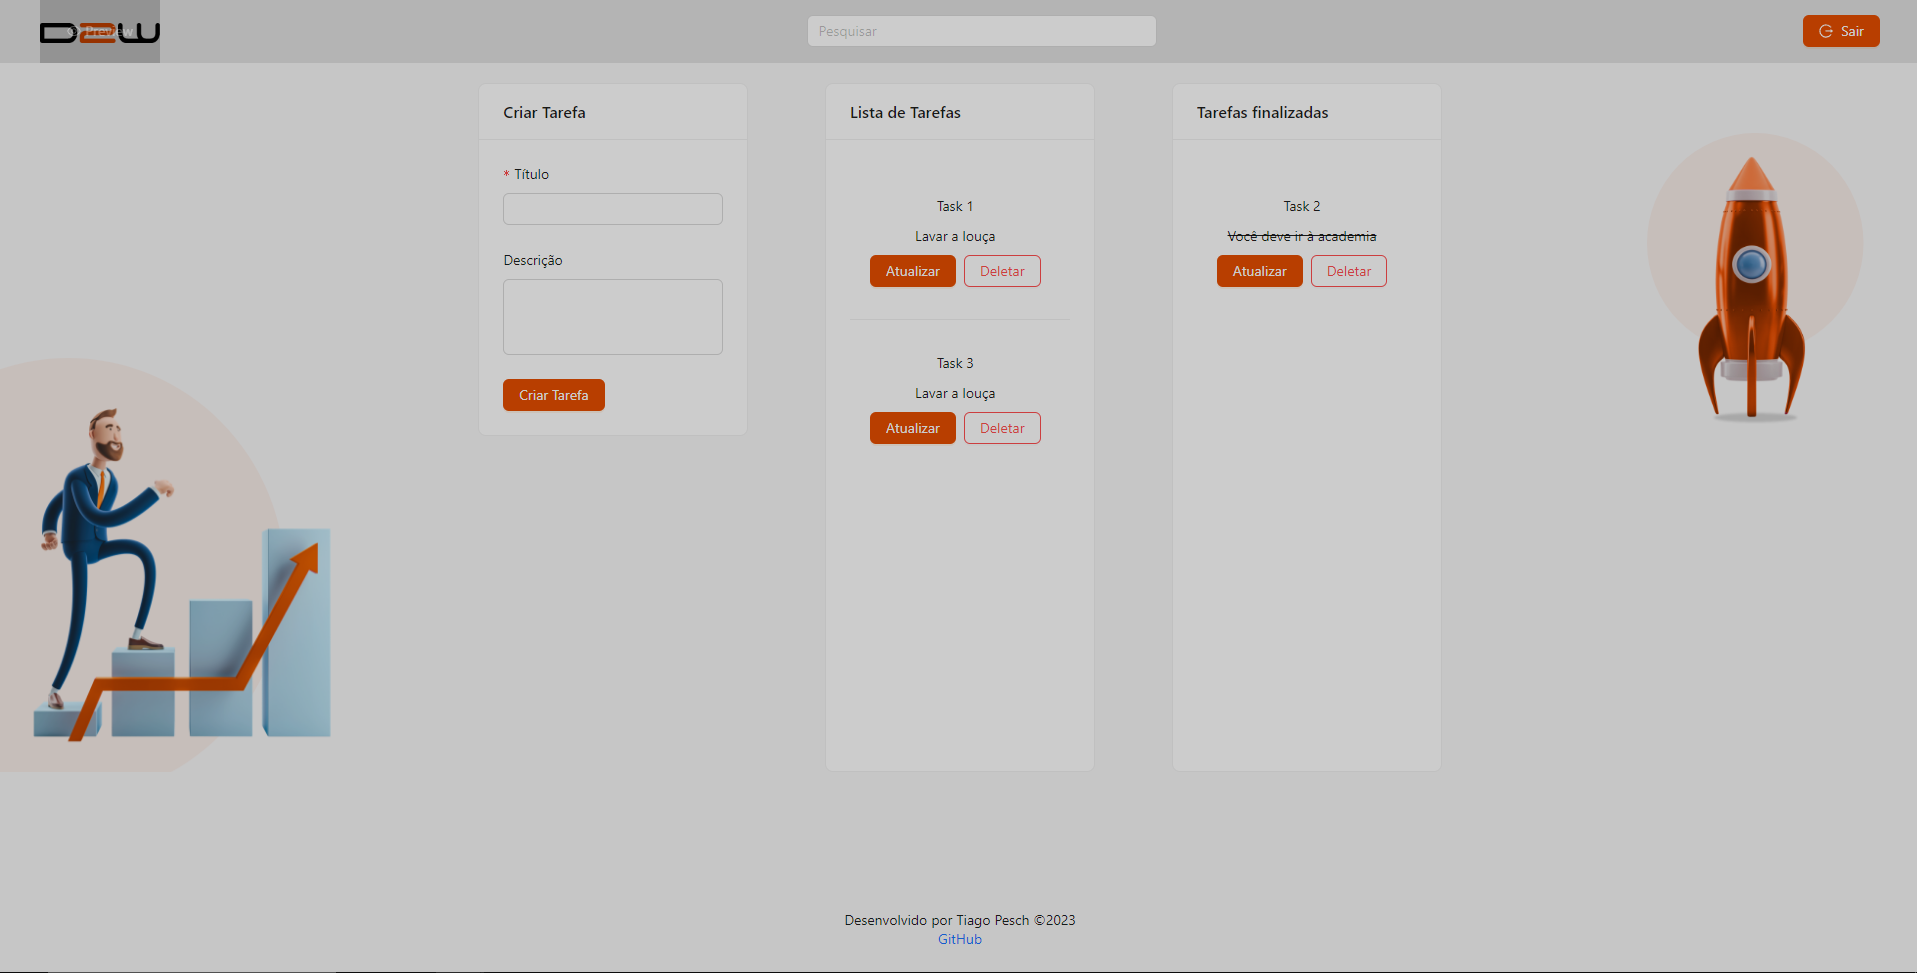 D2W
Preview
Pesquisar
Sair
Criar Tarefa
* Título
Descrição
Criar Tarefa
Lista de Tarefas
Task 1
Lavar a louça
Atualizar
Deletar
Task 3
Lavar a louça
Atualizar
Deletar
Tarefas finalizadas
Task 2
Você deve ir à academia
Atualizar
Deletar
Desenvolvido por Tiago Pesch ©2023
GitHub